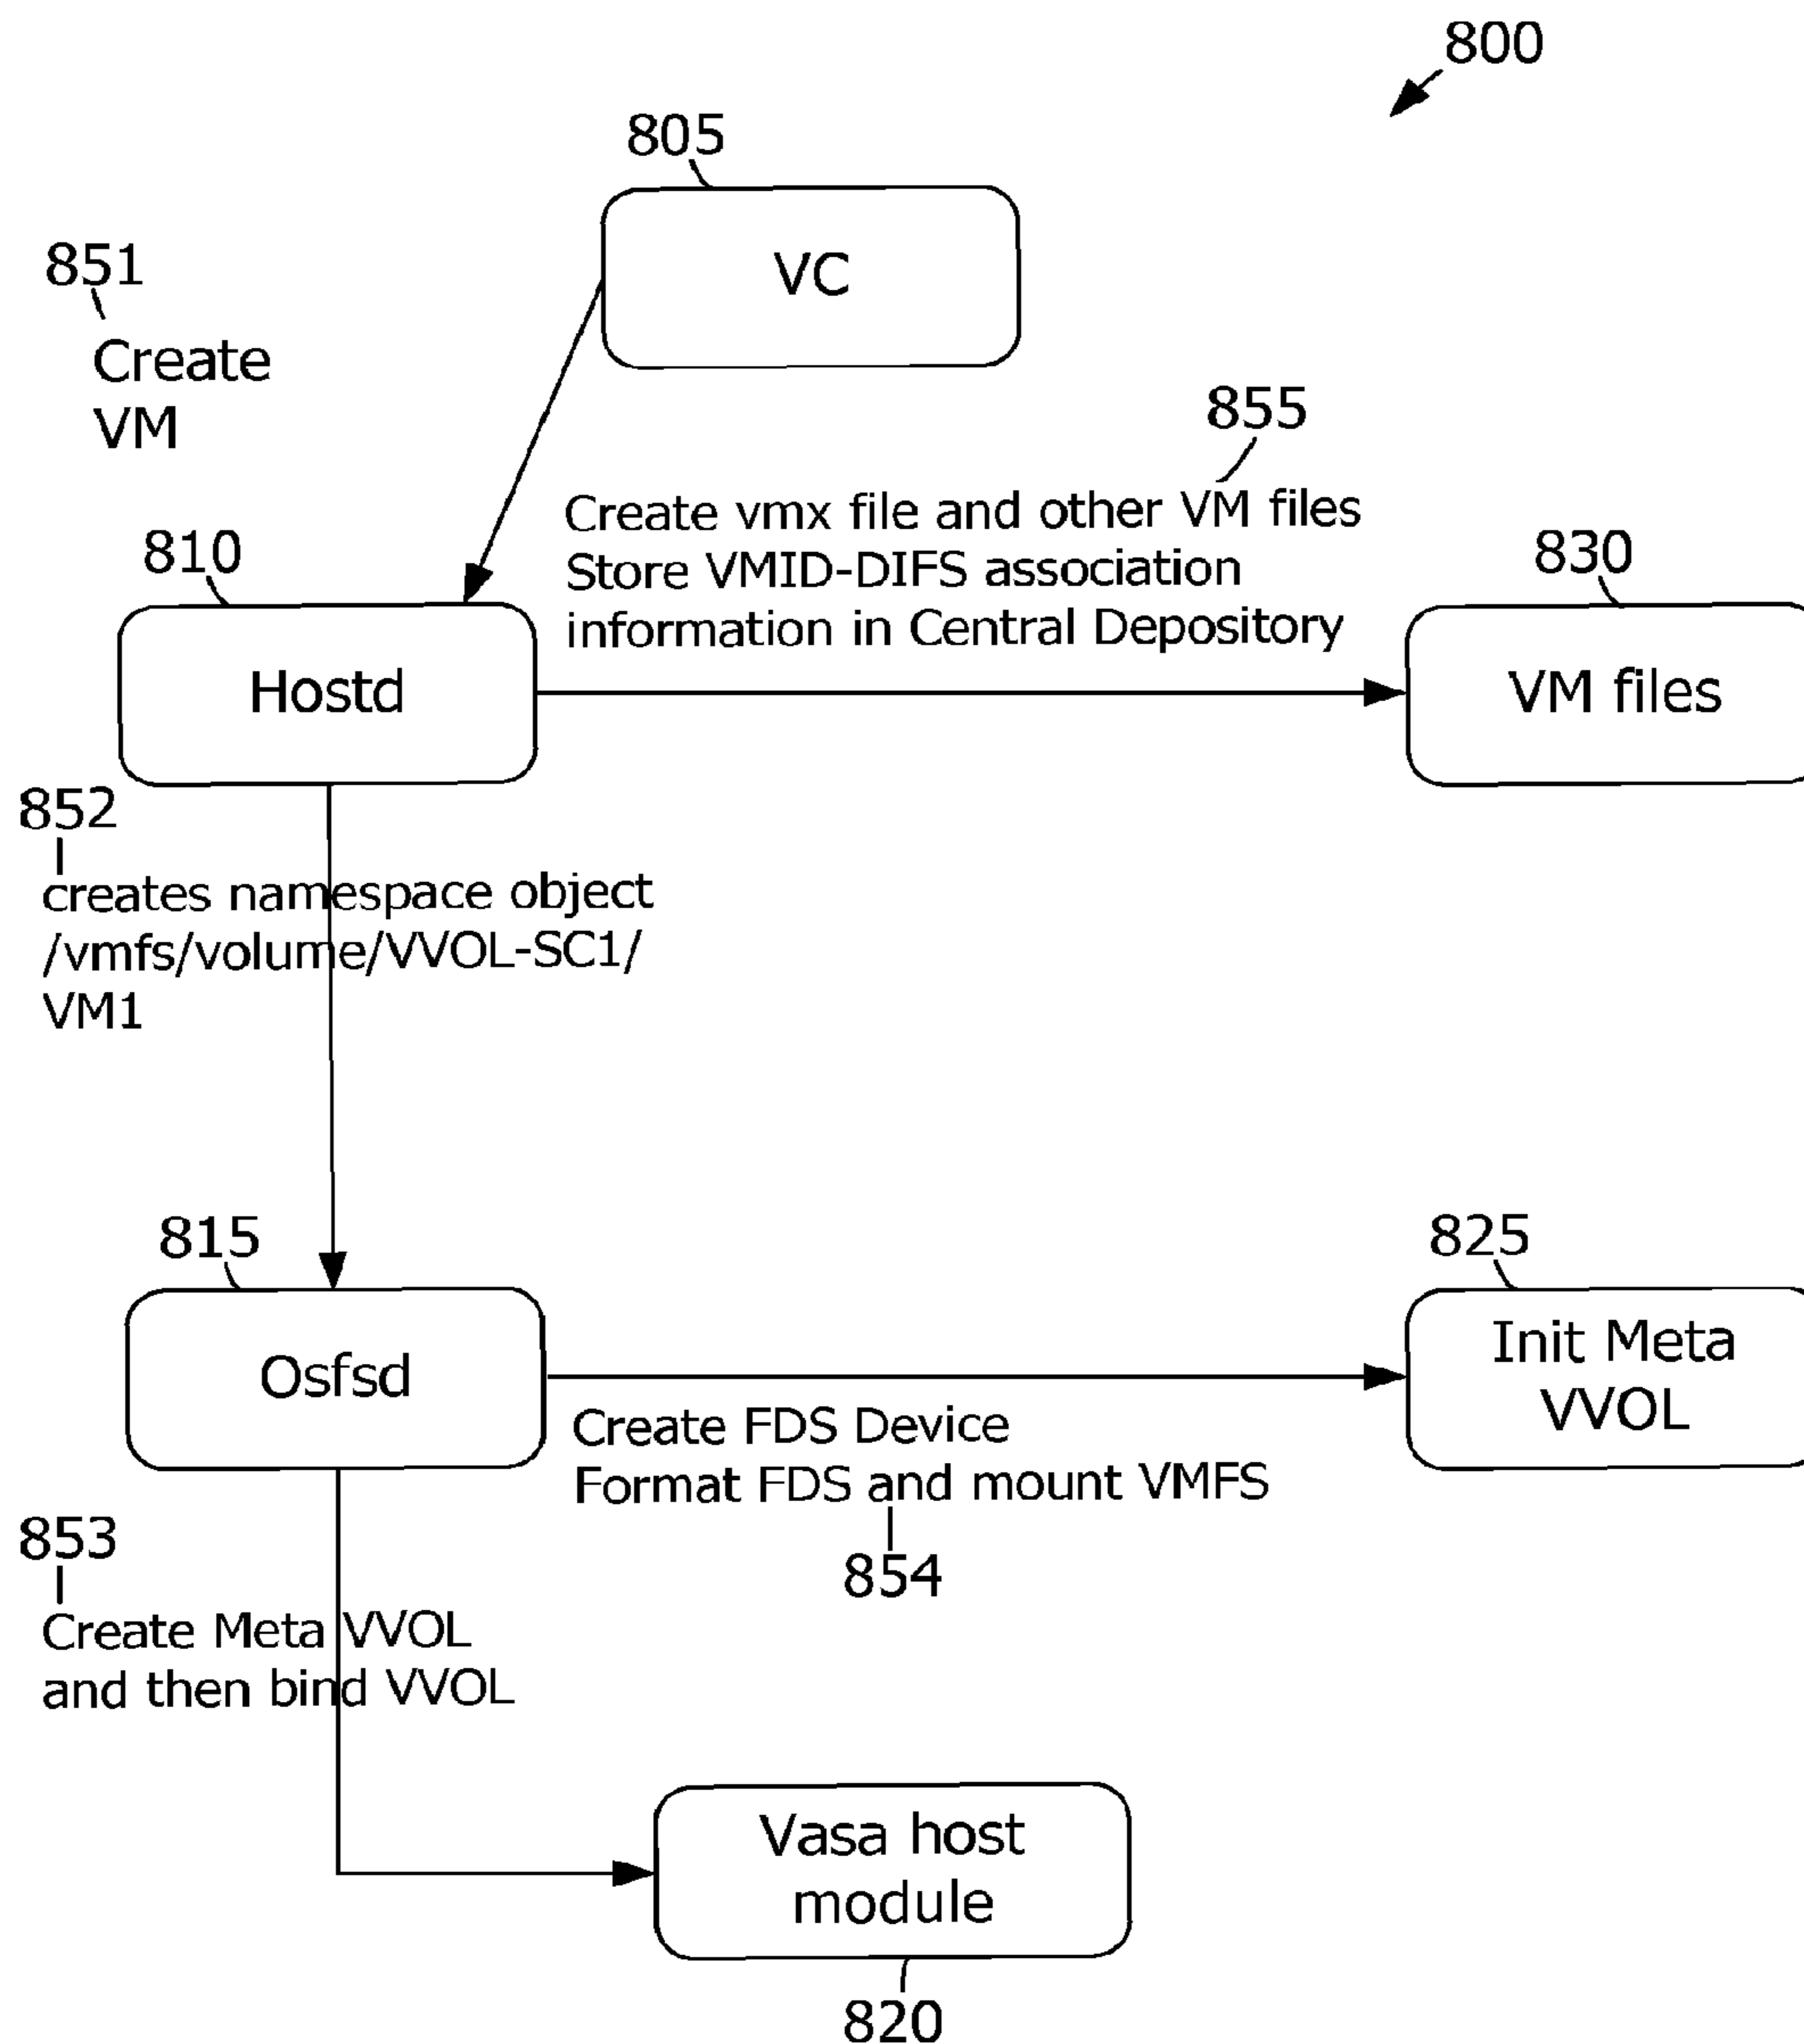 800
805
VC
851
Create
VM
855
Create vmx file and other VM files
Store VMID-DIFS association
information in Central Depository
810
Hostd
830
VM files
852
creates namespace object
/vmfs/volume/VVOL-SC1/
VM1
815
Osfsd
825
Init Meta
VVOL
Create FDS Device
Format FDS and mount VMFS
854
853
Create Meta VVOL
and then bind VVOL
Vasa host
module
820